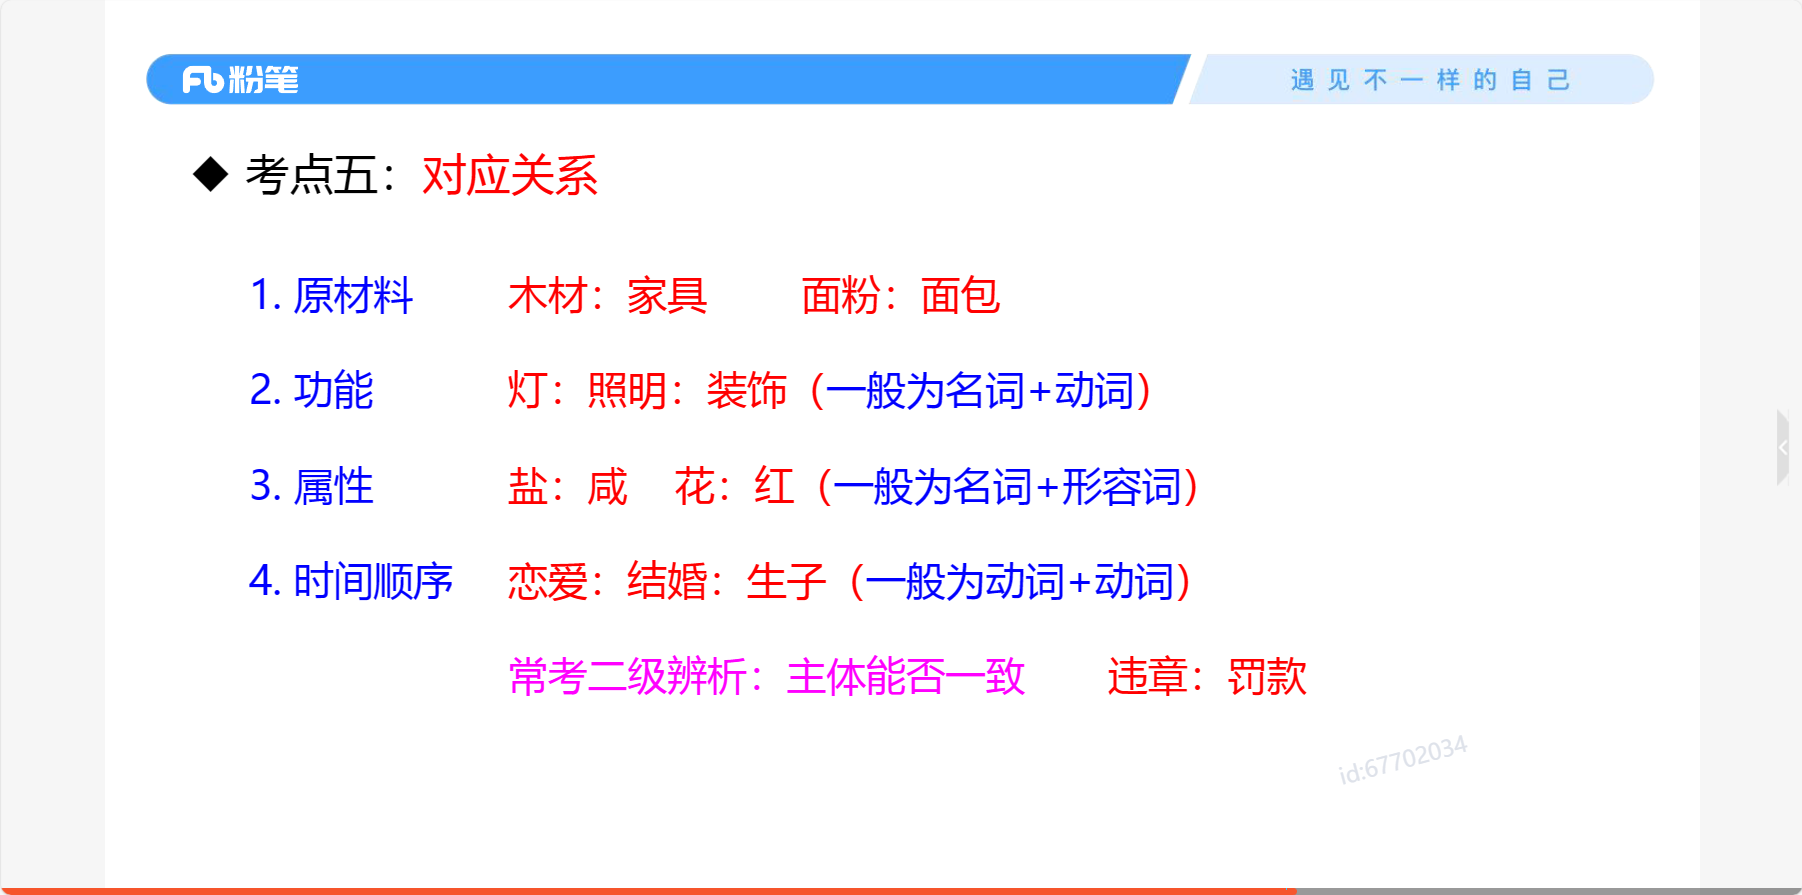 Fb粉笔
遇见不一样的自己
◆ 考点五：对应关系
1. 原材料 木材：家具 面粉：面包
2. 功能 灯：照明：装饰（一般为名词+动词）
3. 属性 盐：咸 花：红（一般为名词+形容词）
4. 时间顺序 恋爱：结婚：生子（一般为动词+动词）
常考二级辨析：主体能否一致 违章：罚款
id:67702034